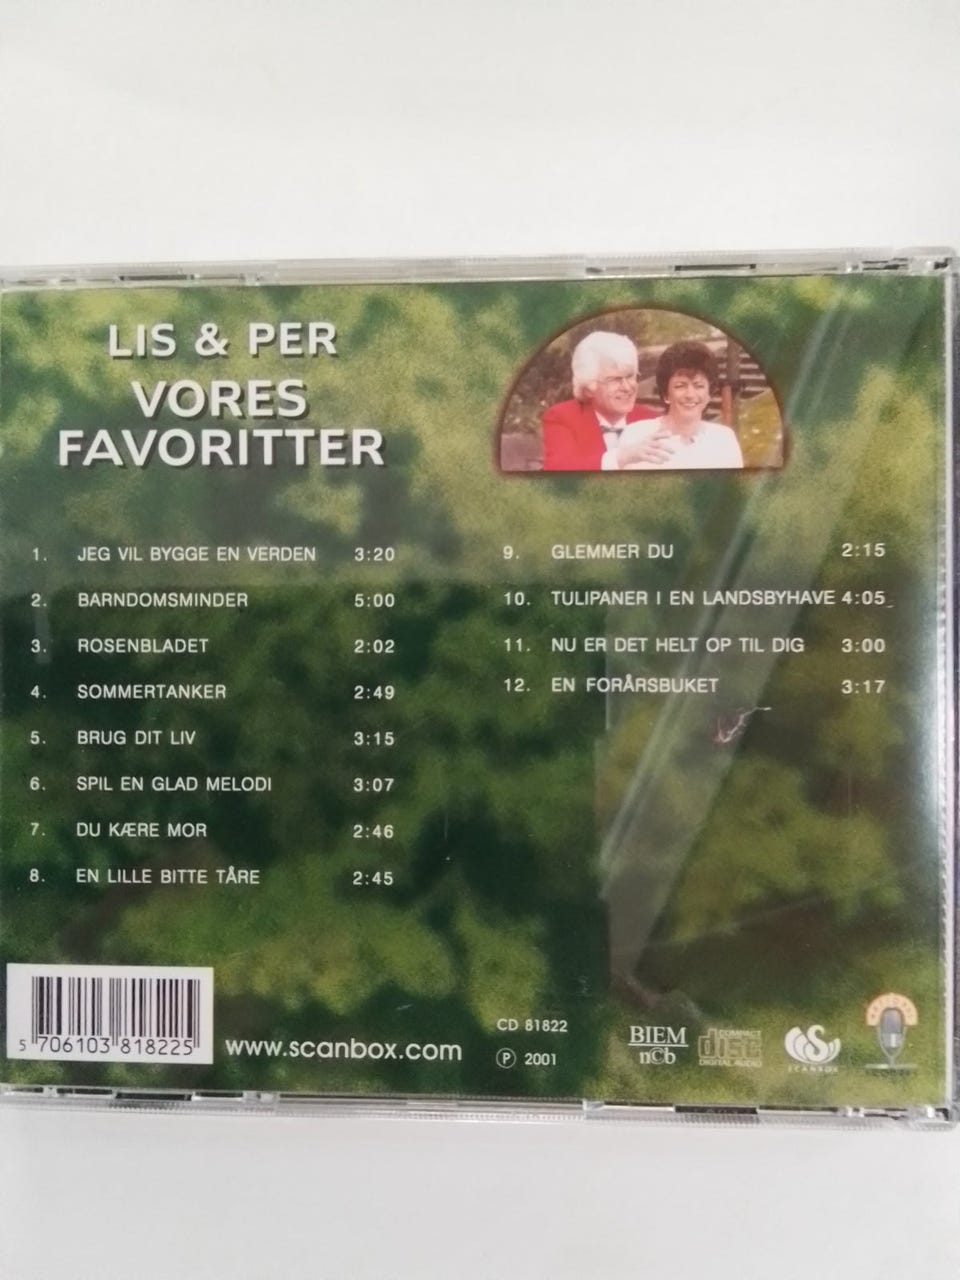 LIS & PER
VORES
FAVORITTER
1. JEG VIL BYGGE EN VERDEN 3:20
2. BARNDOMSMINDER 5:00
3. ROSENBLADET 2:02
4. SOMMERTANKER 2:49
5. BRUG DIT LIV 3:15
6. SPIL EN GLAD MELODI 3:07
7. DU KÆRE MOR 2:46
8. EN LILLE BITTE TÅRE 2:45
9. GLEMMER DU 2:15
10. TULIPANER I EN LANDSBYHAVE 4:05
11. NU ER DET HELT OP TIL DIG 3:00
12. EN FORÅRSBUKET 3:17
5 706103 818225
www.scanbox.com
CD 81822
Ⓟ 2001
BIEM
n©b
COMPACT
disc
DIGITAL AUDIO
SCANBOX